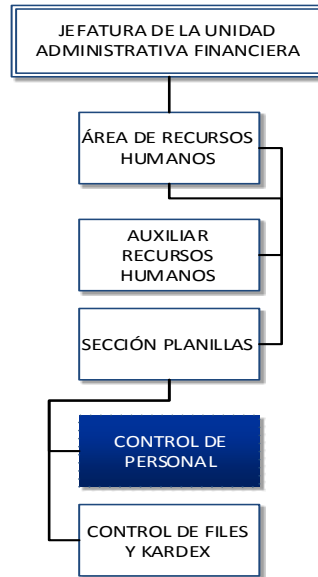 JEFATURA DE LA UNIDAD
ADMINISTRATIVA FINANCIERA
ÁREA DE RECURSOS
HUMANOS
AUXILIAR
RECURSOS
HUMANOS
SECCIÓN PLANILLAS
CONTROL DE
PERSONAL
CONTROL DE FILES
Y KARDEX